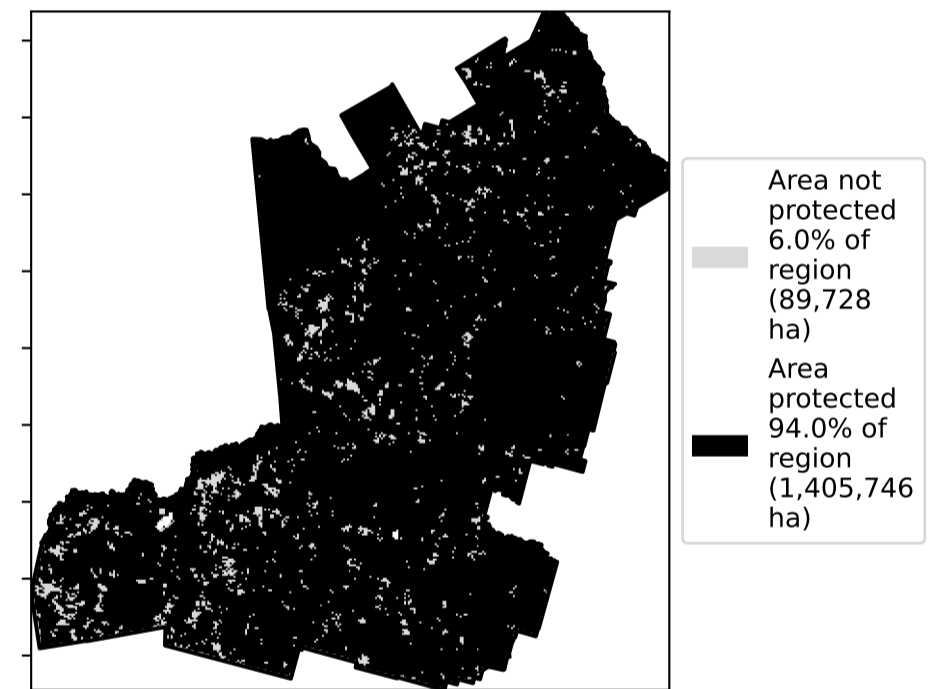 Area not
protected
6.0% of
region
(89,728
ha)
Area
protected
94.0% of
region
(1,405,746
ha)